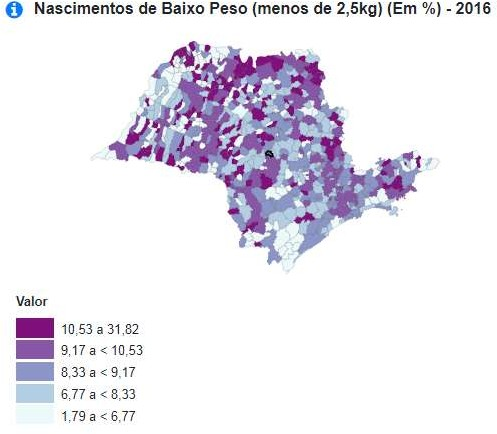 Nascimentos de Baixo Peso (menos de 2,5kg) (Em %) - 2016
Valor
10,53 a 31,82
9,17 a < 10,53
8,33 a < 9,17
6,77 a < 8,33
1,79 a < 6,77